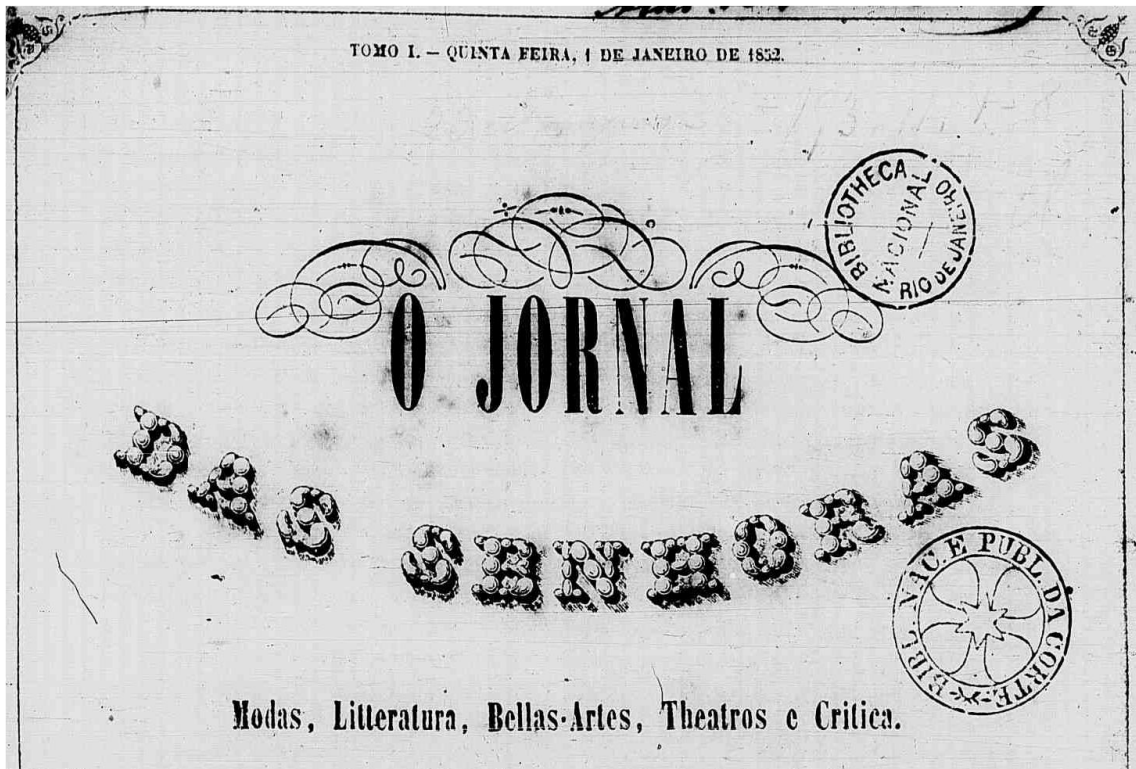 TOMO I. — QUINTA FEIRA, 1 DE JANEIRO DE 1852.
BIBLIOTHECA NACIONAL RIO DE JANEIRO
O JORNAL
DAS SENHORAS
BIBL. NAC. E PUBL. DA CORTE
Modas, Litteratura, Bellas-Artes, Theatros e Critica.